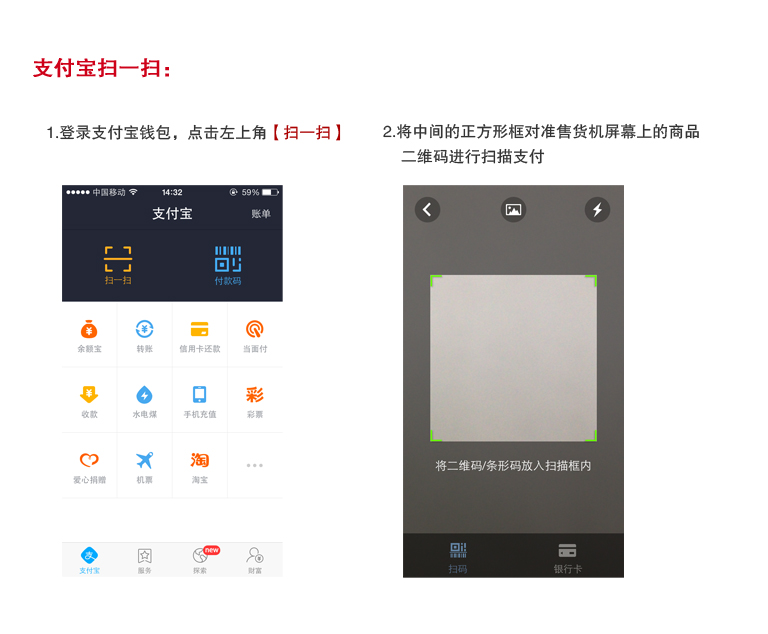 支付宝扫一扫：
1.登录支付宝钱包，点击左上角【扫一扫】
2.将中间的正方形框对准售货机屏幕上的商品
二维码进行扫描支付
中国移动 14:32 59%
支付宝 账单
扫一扫 付款码
余额宝 转账 信用卡还款 当面付
收款 水电煤 手机充值 彩票
爱心捐赠 机票 淘宝
支付宝 服务 探索 财富
new
将二维码/条形码放入扫描框内
扫码 银行卡